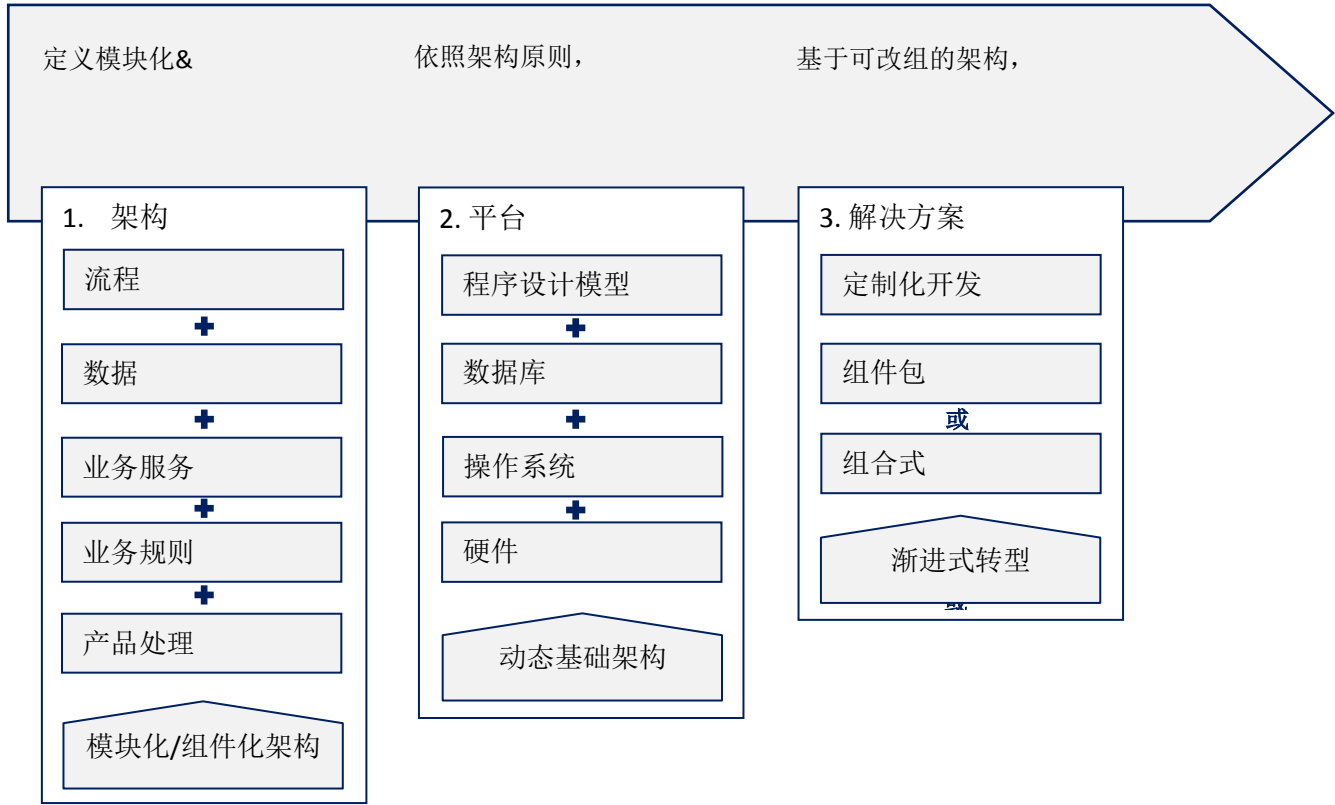 定义模块化&
依照架构原则，
基于可改组的架构，
1. 架构
流程
数据
业务服务
业务规则
产品处理
模块化/组件化架构
2. 平台
程序设计模型
数据库
操作系统
硬件
动态基础架构
3. 解决方案
定制化开发
组件包
或
组合式
渐进式转型